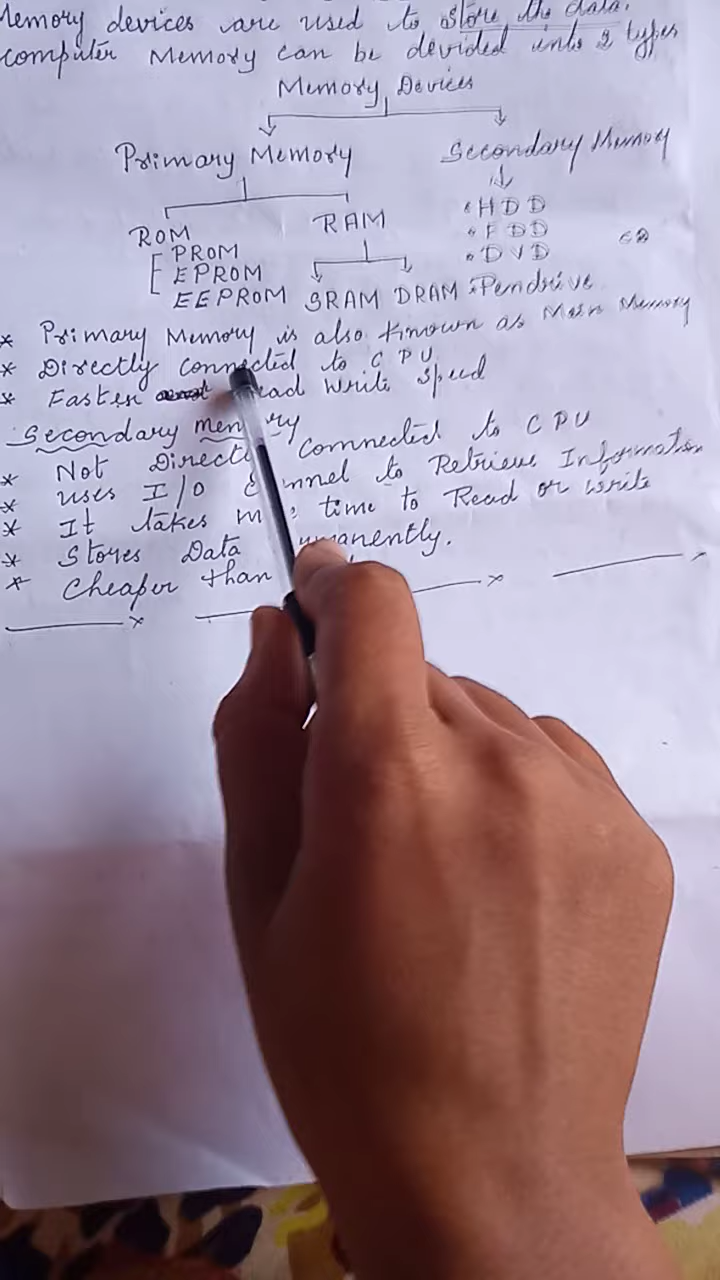 Memory devices are used to store the data.
computer Memory can be devided into 2 types
Memory Devices
Primary Memory
Secondary Memory
ROM
PROM
EPROM
EEPROM
RAM
SRAM DRAM
HDD
FDD
DVD
Pendrive
* Primary Memory is also known as Main Memory
* Directly connected to CPU
* Faster Read write speed
Secondary memory
* Not Directly connected to CPU
* Uses I/O channel to Retrieve Information
* It takes more time to Read or write
* Stores Data permanently.
* Cheaper than